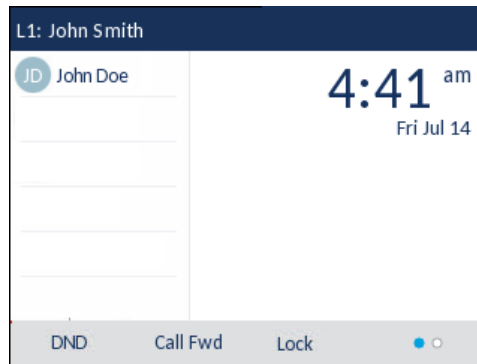 L1: John Smith
JD John Doe
4:41 am
Fri Jul 14
DND Call Fwd Lock